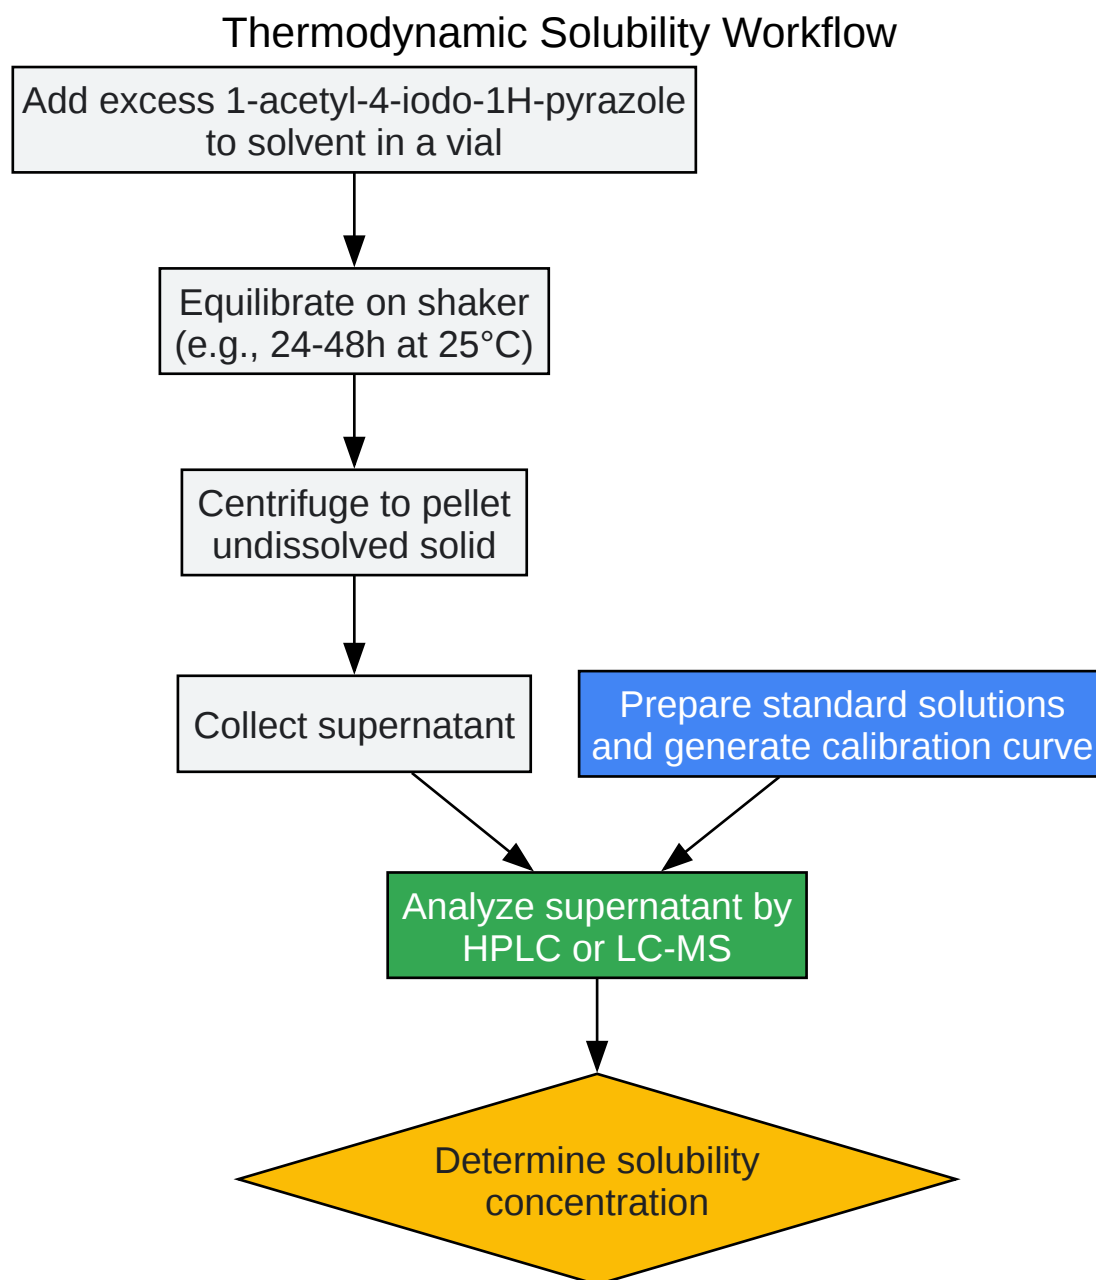 Thermodynamic Solubility Workflow
Add excess 1-acetyl-4-iodo-1H-pyrazole
to solvent in a vial
Equilibrate on shaker
(e.g., 24-48h at 25°C)
Centrifuge to pellet
undissolved solid
Collect supernatant
Prepare standard solutions
and generate calibration curve
Analyze supernatant by
HPLC or LC-MS
Determine solubility
concentration